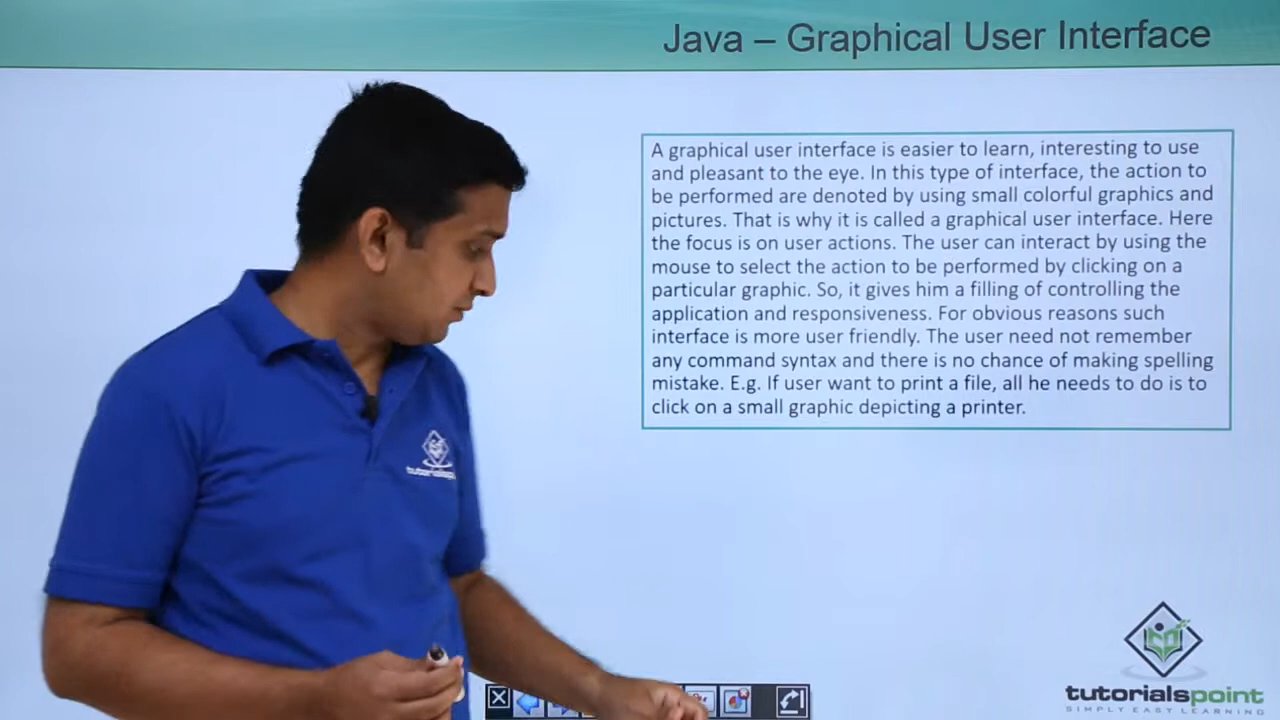 Java – Graphical User Interface
A graphical user interface is easier to learn, interesting to use
and pleasant to the eye. In this type of interface, the action to
be performed are denoted by using small colorful graphics and
pictures. That is why it is called a graphical user interface. Here
the focus is on user actions. The user can interact by using the
mouse to select the action to be performed by clicking on a
particular graphic. So, it gives him a filling of controlling the
application and responsiveness. For obvious reasons such
interface is more user friendly. The user need not remember
any command syntax and there is no chance of making spelling
mistake. E.g. If user want to print a file, all he needs to do is to
click on a small graphic depicting a printer.
tutorialspoint
SIMPLY EASY LEARNING